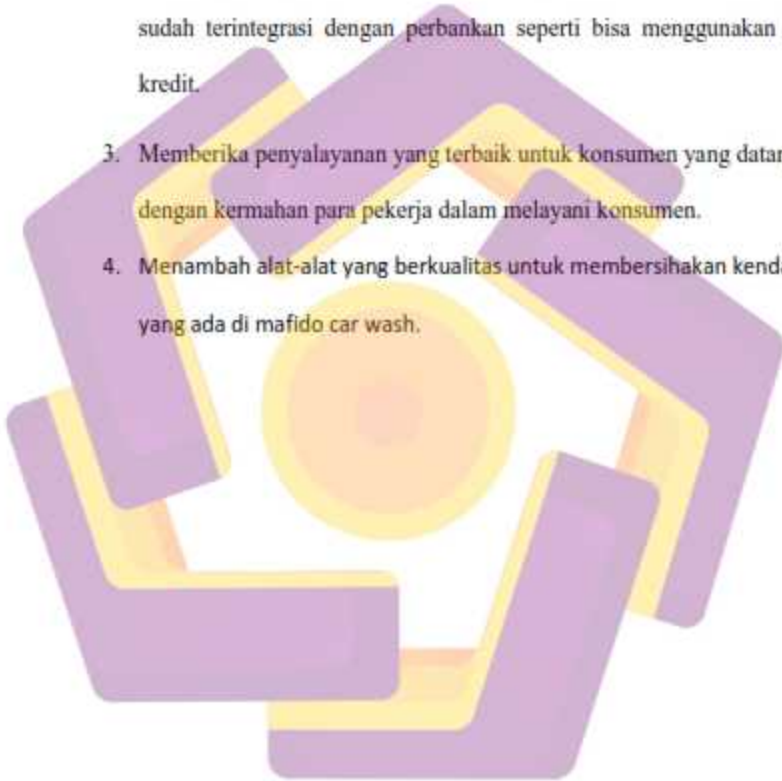 sudah terintegrasi dengan perbankan seperti bisa menggunakan
kredit.
3. Memberika penyalayanan yang terbaik untuk konsumen yang datan
dengan kermahan para pekerja dalam melayani konsumen.
4. Menambah alat-alat yang berkualitas untuk membersihakan kenda
yang ada di mafido car wash.